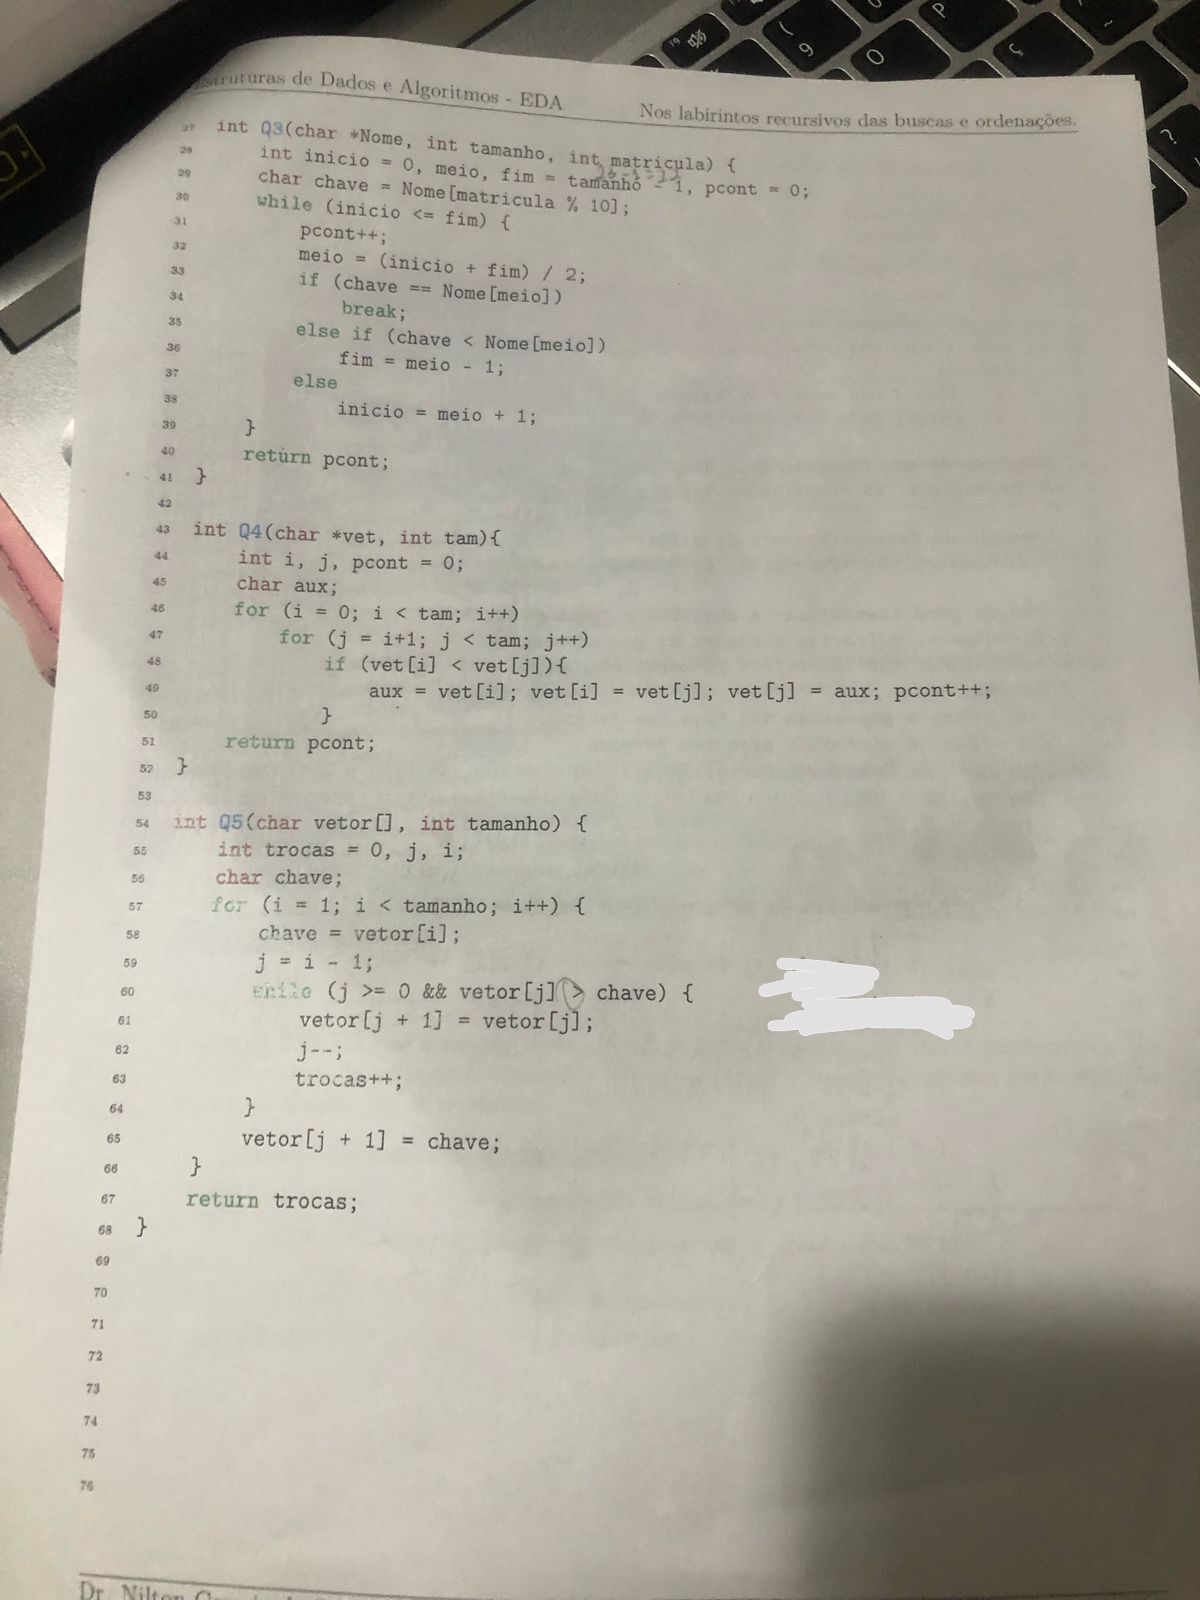 Estruturas de Dados e Algoritmos - EDA Nos labirintos recursivos das buscas e ordenações.
27 int Q3(char *Nome, int tamanho, int matricula) {
28 int inicio = 0, meio, fim = tamanho - 1, pcont = 0;
29 char chave = Nome[matricula % 10];
30 while (inicio <= fim) {
31 pcont++;
32 meio = (inicio + fim) / 2;
33 if (chave == Nome[meio])
34 break;
35 else if (chave < Nome[meio])
36 fim = meio - 1;
37 else
38 inicio = meio + 1;
39 }
40 return pcont;
41 }
42
43 int Q4(char *vet, int tam){
44 int i, j, pcont = 0;
45 char aux;
46 for (i = 0; i < tam; i++)
47 for (j = i+1; j < tam; j++)
48 if (vet[i] < vet[j]){
49 aux = vet[i]; vet[i] = vet[j]; vet[j] = aux; pcont++;
50 }
51 return pcont;
52 }
53
54 int Q5(char vetor[], int tamanho) {
55 int trocas = 0, j, i;
56 char chave;
57 for (i = 1; i < tamanho; i++) {
58 chave = vetor[i];
59 j = i - 1;
60 while (j >= 0 && vetor[j] > chave) {
61 vetor[j + 1] = vetor[j];
62 j--;
63 trocas++;
64 }
65 vetor[j + 1] = chave;
66 }
67 return trocas;
68 }
69
70
71
72
73
74
75
76
Dr. Nilton